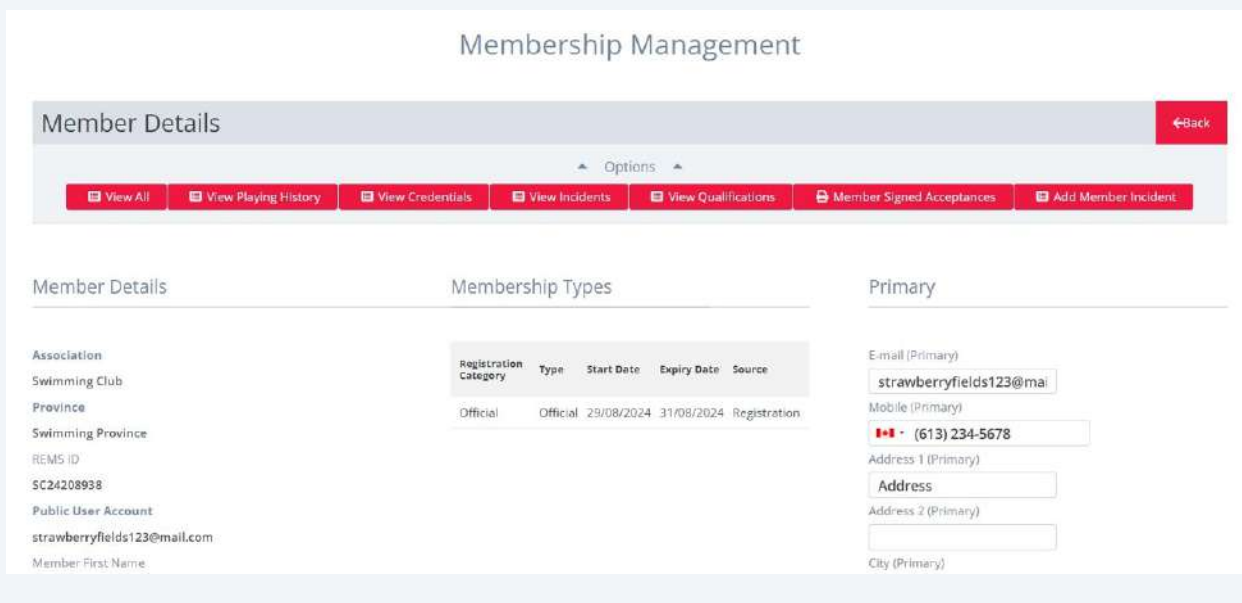 Membership Management
Member Details
Back
Options
View All
View Playing History
View Credentials
View Incidents
View Qualifications
Member Signed Acceptances
Add Member Incident
Member Details
Association
Swimming Club
Province
Swimming Province
REMS ID
SC24208938
Public User Account
strawberryfields123@mail.com
Member First Name
Membership Types
Registration Category Type Start Date Expiry Date Source
Official Official 29/08/2024 31/08/2024 Registration
Primary
E-mail (Primary)
strawberryfields123@mai
Mobile (Primary)
(613) 234-5678
Address 1 (Primary)
Address
Address 2 (Primary)
City (Primary)